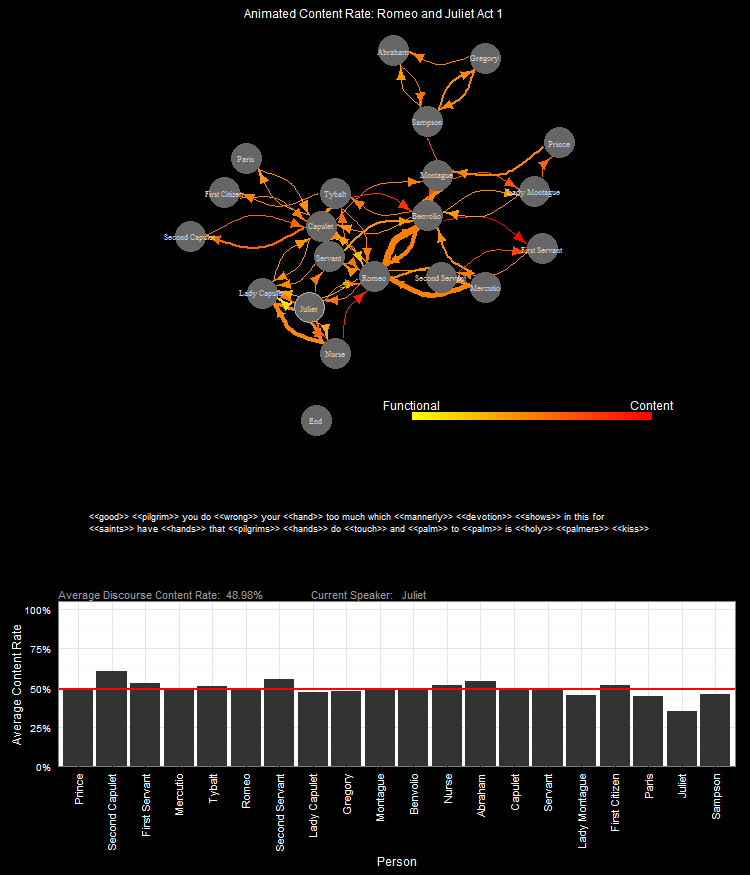 Animated Content Rate: Romeo and Juliet Act 1
Abraham
Gregory
Sampson
Prince
Paris
Montague
First Citizen
Tybalt
Lady Montague
Benvolio
Capulet
Second Capulet
First Servant
Servant
Romeo
Second Servant
Mercutio
Lady Capulet
Juliet
Nurse
Functional
Content
End
<<good>> <<pilgrim>> you do <<wrong>> your <<hand>> too much which <<mannerly>> <<devotion>> <<shows>> in this for
<<saints>> have <<hands>> that <<pilgrims>> <<hands>> do <<touch>> and <<palm>> to <<palm>> is <<holy>> <<palmers>> <<kiss>>
Average Discourse Content Rate: 48.98%
Current Speaker: Juliet
Average Content Rate
100%
75%
50%
25%
0%
Prince
Second Capulet
First Servant
Mercutio
Tybalt
Romeo
Second Servant
Lady Capulet
Gregory
Montague
Benvolio
Nurse
Abraham
Capulet
Servant
Lady Montague
First Citizen
Paris
Juliet
Sampson
Person